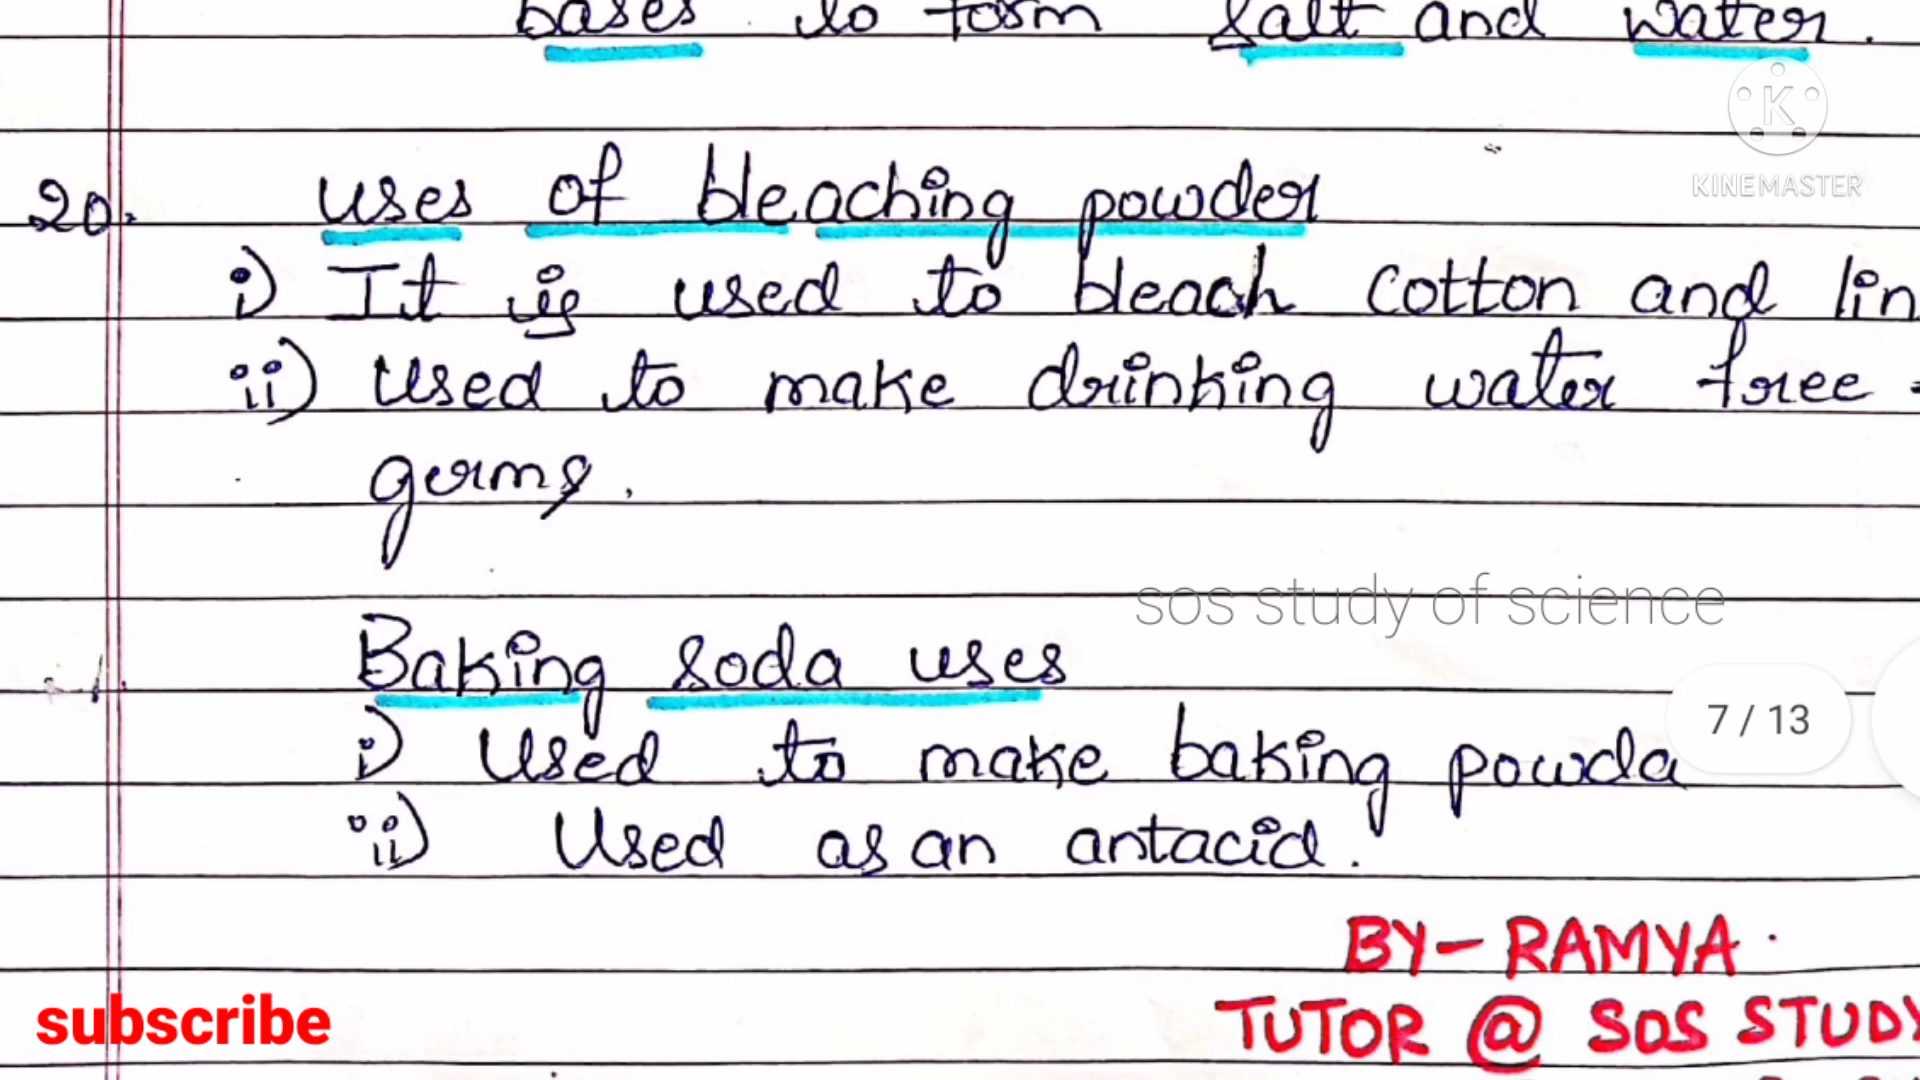 bases to form salt and water.
KINEMASTER
20. uses of bleaching powder
i) It is used to bleach cotton and lin
ii) Used to make drinking water free
germs.
sos study of science
Baking soda uses
7 / 13
i) Used to make baking powda
ii) Used as an antacid.
BY- RAMYA.
subscribe
TUTOR @ SOS STUDY